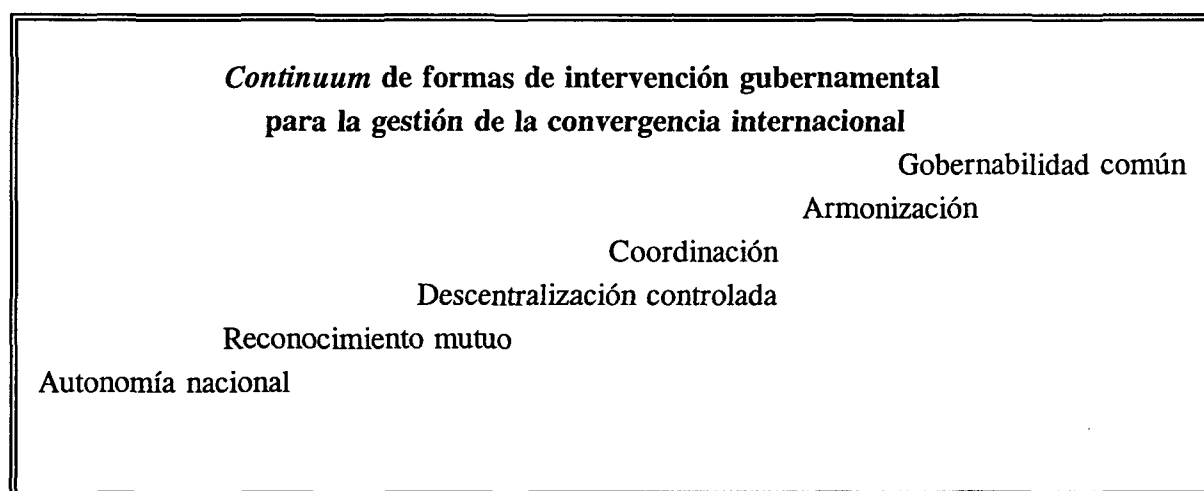 Continuum de formas de intervención gubernamental
para la gestión de la convergencia internacional
Gobernabilidad común
Armonización
Coordinación
Descentralización controlada
Reconocimiento mutuo
Autonomía nacional